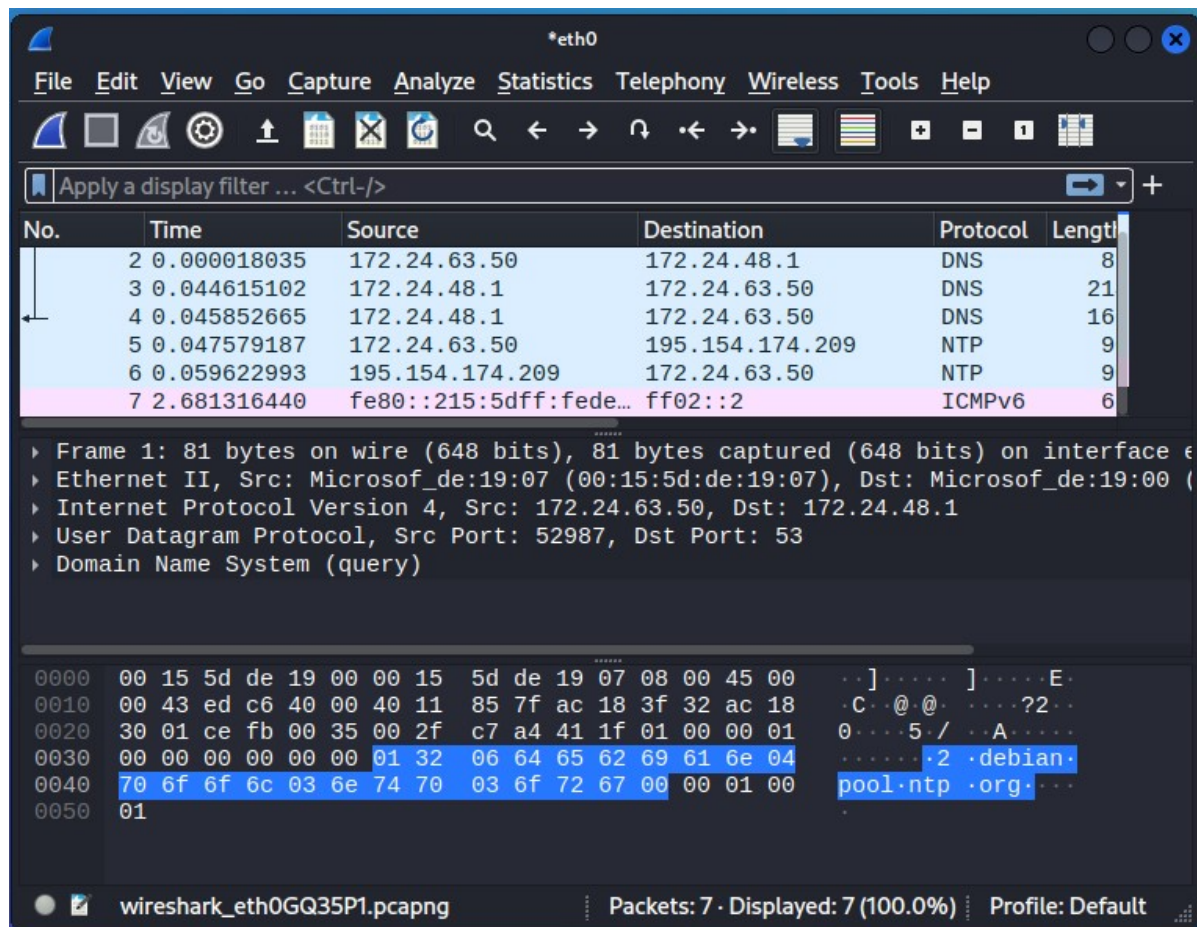 *eth0
File Edit View Go Capture Analyze Statistics Telephony Wireless Tools Help
Apply a display filter … <Ctrl-/>
No. Time Source Destination Protocol Length
2 0.000018035 172.24.63.50 172.24.48.1 DNS 8
3 0.044615102 172.24.48.1 172.24.63.50 DNS 21
4 0.045852665 172.24.48.1 172.24.63.50 DNS 16
5 0.047579187 172.24.63.50 195.154.174.209 NTP 9
6 0.059622993 195.154.174.209 172.24.63.50 NTP 9
7 2.681316440 fe80::215:5dff:fede… ff02::2 ICMPv6 6
Frame 1: 81 bytes on wire (648 bits), 81 bytes captured (648 bits) on interface e
Ethernet II, Src: Microsof_de:19:07 (00:15:5d:de:19:07), Dst: Microsof_de:19:00 (
Internet Protocol Version 4, Src: 172.24.63.50, Dst: 172.24.48.1
User Datagram Protocol, Src Port: 52987, Dst Port: 53
Domain Name System (query)
0000 00 15 5d de 19 00 00 15 5d de 19 07 08 00 45 00 ··]····· ]·····E·
0010 00 43 ed c6 40 00 40 11 85 7f ac 18 3f 32 ac 18 ·C··@·@· ····?2··
0020 30 01 ce fb 00 35 00 2f c7 a4 41 1f 01 00 00 01 0····5·/ ··A·····
0030 00 00 00 00 00 00 01 32 06 64 65 62 69 61 6e 04 ·······2 ·debian·
0040 70 6f 6f 6c 03 6e 74 70 03 6f 72 67 00 00 01 00 pool·ntp ·org····
0050 01 ·
wireshark_eth0GQ35P1.pcapng Packets: 7 · Displayed: 7 (100.0%) Profile: Default